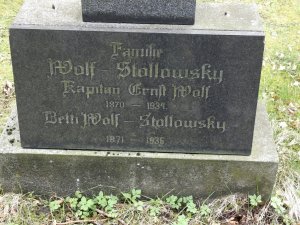 Familie
Wolf - Stollowsky
Kapitän Ernst Wolf
1870 - 1934
Betti Wolf - Stollowsky
1871 - 1935